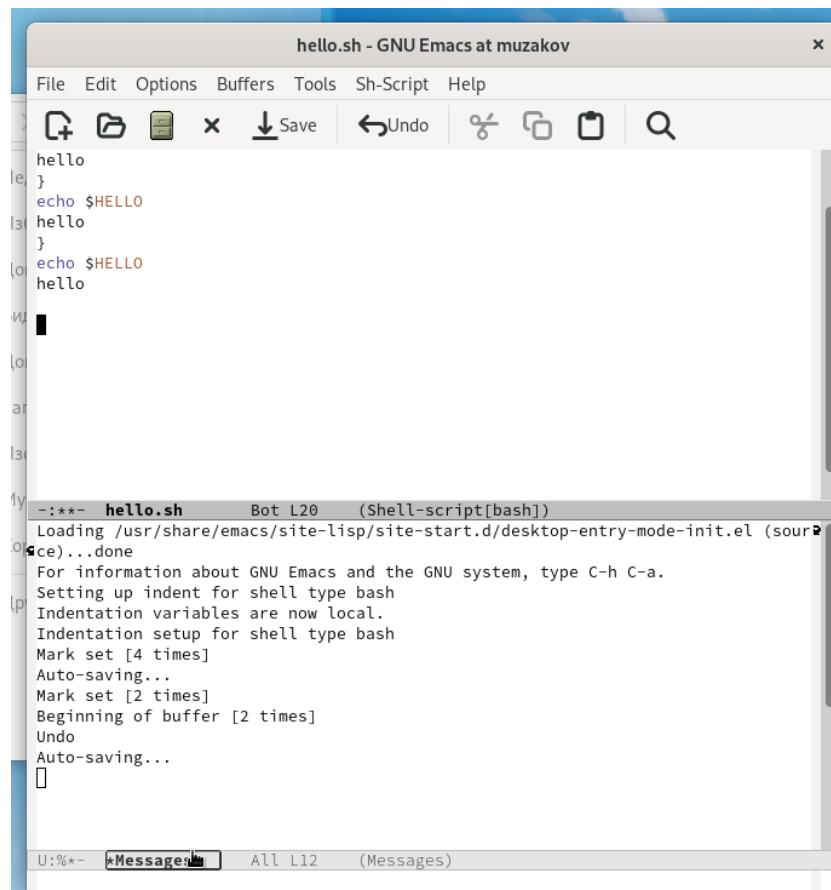 hello.sh - GNU Emacs at muzakov
File Edit Options Buffers Tools Sh-Script Help
Save Undo
hello
}
echo $HELLO
hello
}
echo $HELLO
hello
-:**- hello.sh Bot L20 (Shell-script[bash])
Loading /usr/share/emacs/site-lisp/site-start.d/desktop-entry-mode-init.el (sour
ce)...done
For information about GNU Emacs and the GNU system, type C-h C-a.
Setting up indent for shell type bash
Indentation variables are now local.
Indentation setup for shell type bash
Mark set [4 times]
Auto-saving...
Mark set [2 times]
Beginning of buffer [2 times]
Undo
Auto-saving...
U:%*- *Messages All L12 (Messages)